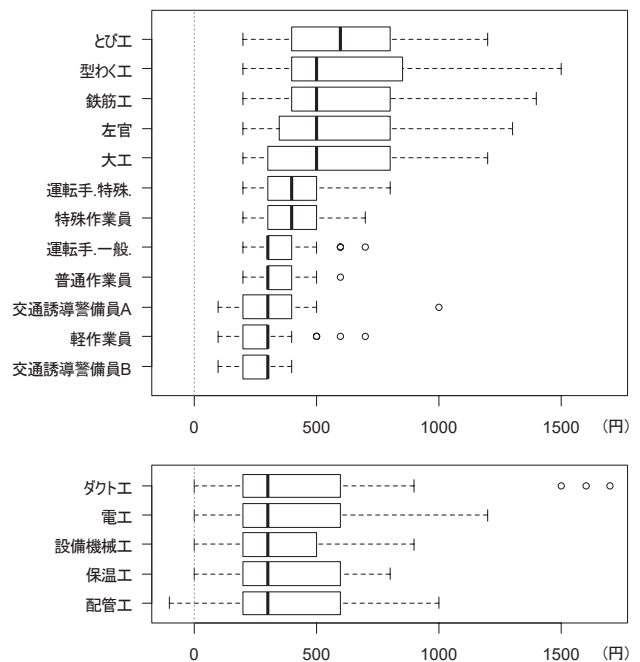 とび工
型わく工
鉄筋工
左官
大工
運転手.特殊.
特殊作業員
運転手.一般.
普通作業員
交通誘導警備員A
軽作業員
交通誘導警備員B
0 500 1000 1500 (円)
ダクト工
電工
設備機械工
保温工
配管工
0 500 1000 1500 (円)